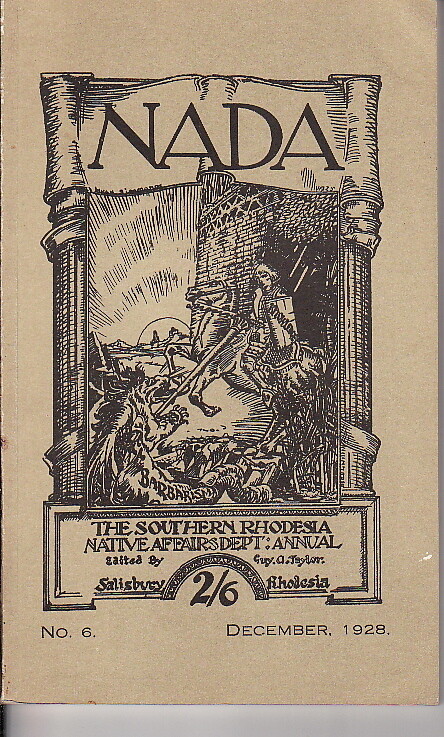 NADA
BARBARISM
THE SOUTHERN RHODESIA
NATIVE AFFAIRS DEPT: ANNUAL
Edited By Guy. A. Taylor.
Salisbury 2/6 Rhodesia
No. 6. DECEMBER, 1928.